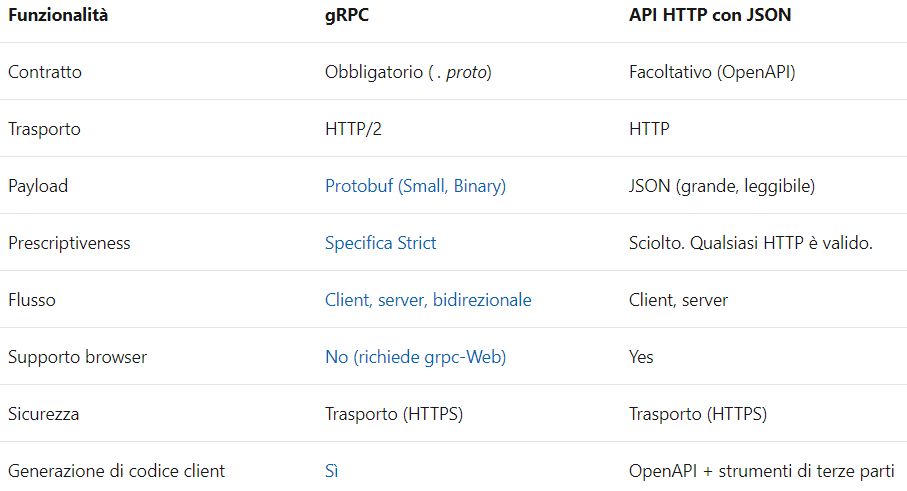 Funzionalità gRPC API HTTP con JSON
Contratto Obbligatorio ( . proto) Facoltativo (OpenAPI)
Trasporto HTTP/2 HTTP
Payload Protobuf (Small, Binary) JSON (grande, leggibile)
Prescriptiveness Specifica Strict Sciolto. Qualsiasi HTTP è valido.
Flusso Client, server, bidirezionale Client, server
Supporto browser No (richiede grpc-Web) Yes
Sicurezza Trasporto (HTTPS) Trasporto (HTTPS)
Generazione di codice client Sì OpenAPI + strumenti di terze parti